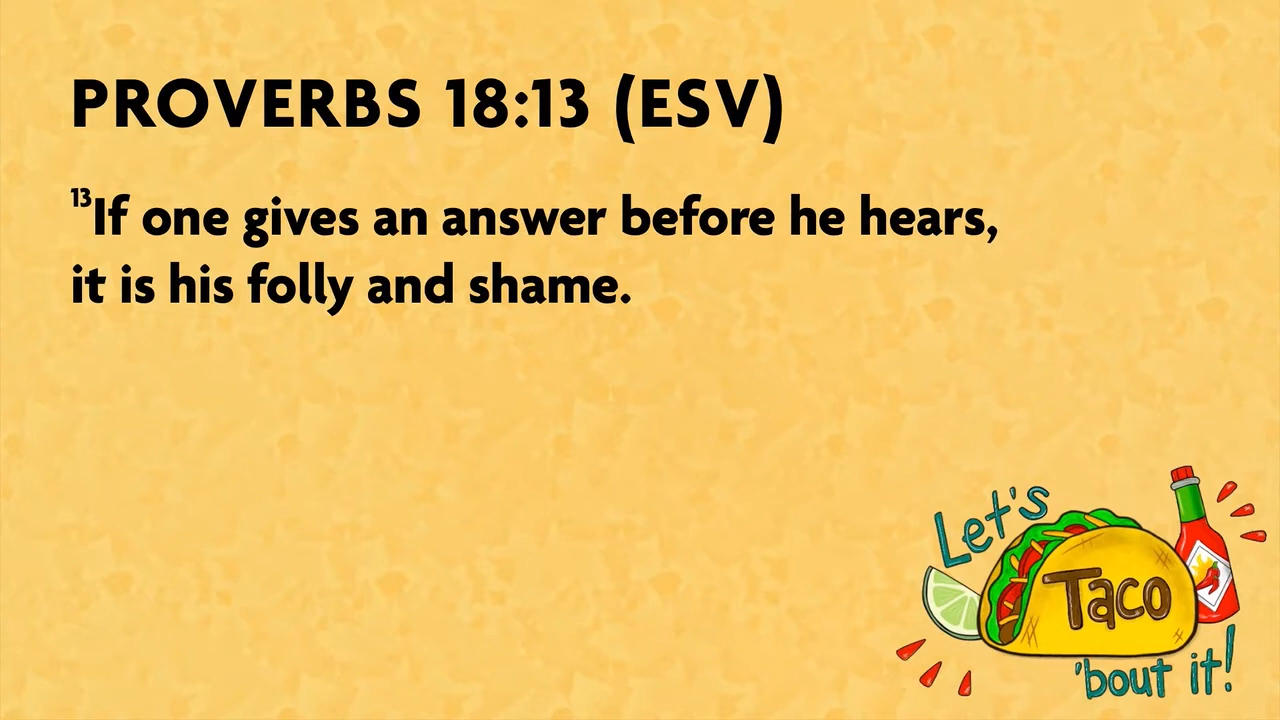 PROVERBS 18:13 (ESV)
13If one gives an answer before he hears,
it is his folly and shame.
Let's
Taco
'bout it!